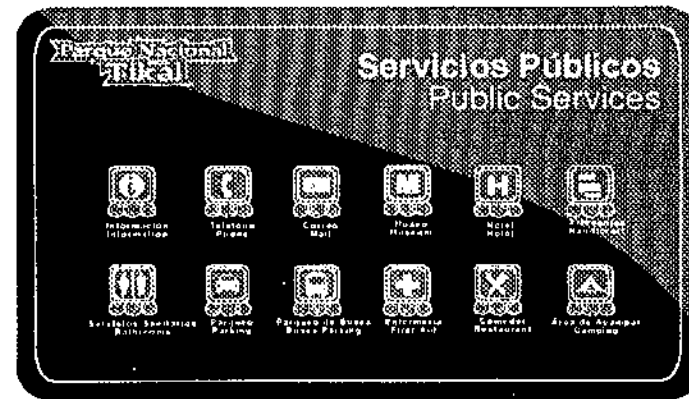 Parque Nacional
Tikal
Servicios Públicos
Public Services
Información
Information
Teléfono
Phone
Correo
Mail
Museo
Museum
Hotel
Hotel
Servicios Sanitarios
Bathrooms
Parqueo
Parking
Parqueo de Buses
Buses Parking
Enfermería
First Aid
Comedor
Restaurant
Área de Acampar
Camping